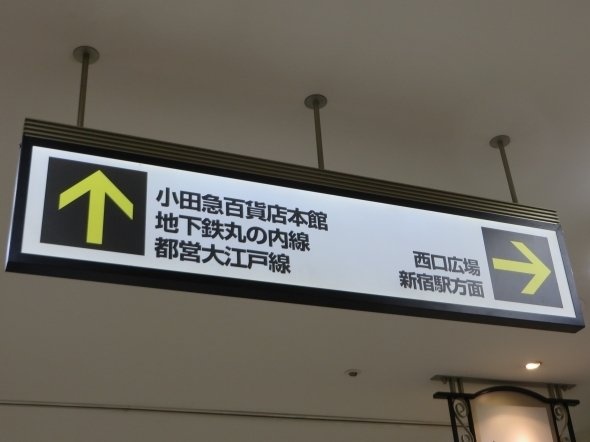 小田急百貨店本館
地下鉄丸の内線
都営大江戸線
西口広場
新宿駅方面